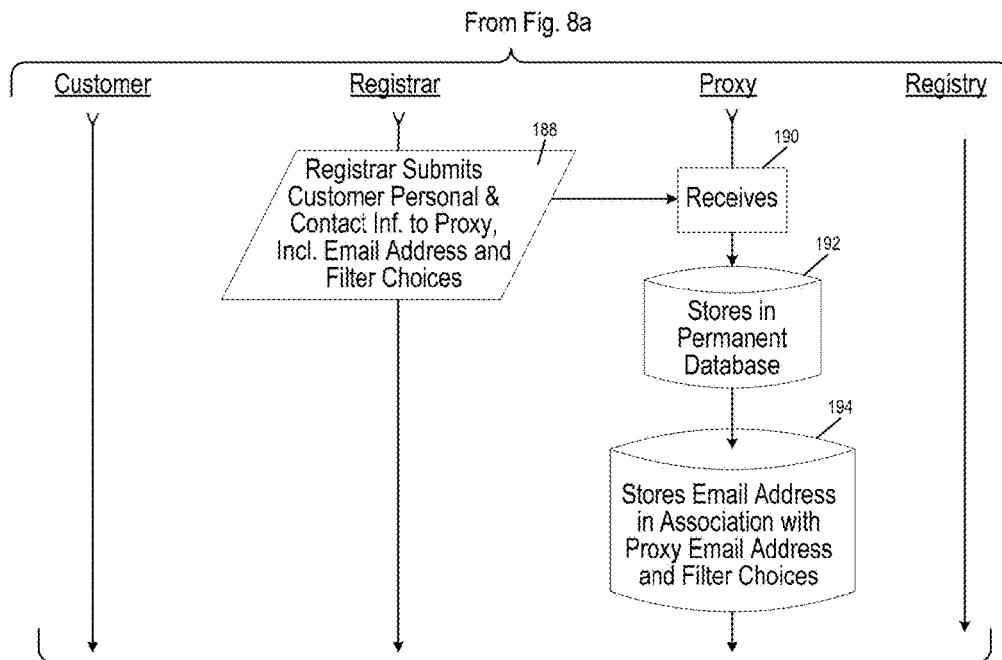 From Fig. 8a
Customer
Registrar
Proxy
Registry
188
Registrar Submits
Customer Personal &
Contact Inf. to Proxy,
Incl. Email Address and
Filter Choices
190
Receives
192
Stores in
Permanent
Database
194
Stores Email Address
in Association with
Proxy Email Address
and Filter Choices